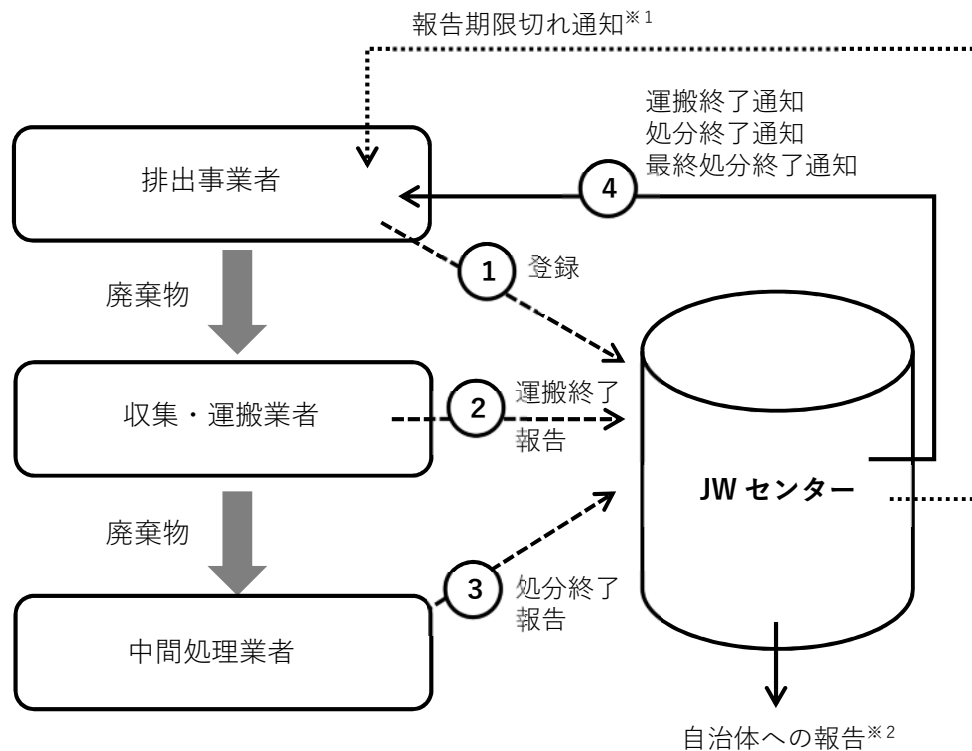 報告期限切れ通知※1
運搬終了通知
処分終了通知
最終処分終了通知
排出事業者
4
1
登録
廃棄物
収集・運搬業者
2
運搬終了
報告
JW センター
廃棄物
3
処分終了
報告
中間処理業者
自治体への報告※2